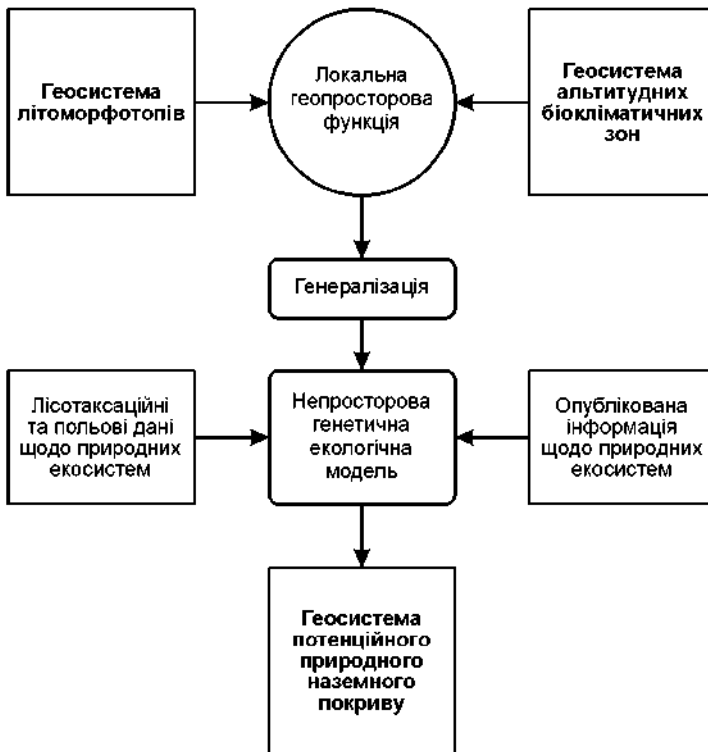 Геосистема
літоморфотопів
Локальна
геопросторова
функція
Геосистема
альтитудних
біокліматичних
зон
Генералізація
Лісотаксаційні
та польові дані
щодо природних
екосистем
Непросторова
генетична
екологічна
модель
Опублікована
інформація
щодо природних
екосистем
Геосистема
потенційного
природного
наземного
покриву